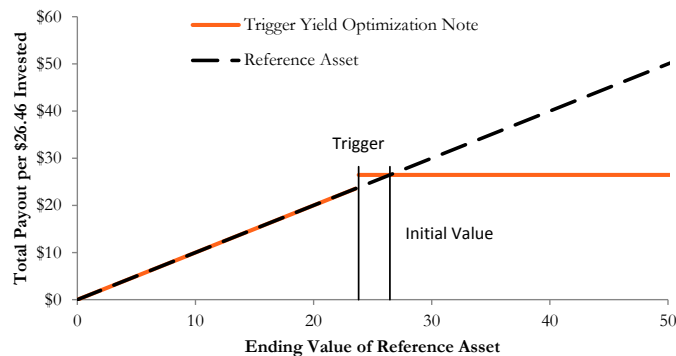 Total Payout per $26.46 Invested
$60
$50
$40
$30
$20
$10
$0
Trigger Yield Optimization Note
Reference Asset
Trigger
Initial Value
0
10
20
30
40
50
Ending Value of Reference Asset